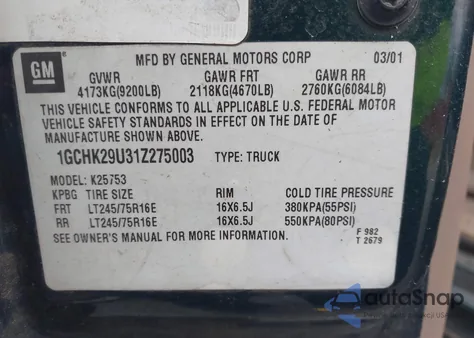 GM
MFD BY GENERAL MOTORS CORP 03/01
GVWR GAWR FRT GAWR RR
4173KG(9200LB) 2118KG(4670LB) 2760KG(6084LB)
THIS VEHICLE CONFORMS TO ALL APPLICABLE U.S. FEDERAL MOTOR
VEHICLE SAFETY STANDARDS IN EFFECT ON THE DATE OF
MANUFACTURE SHOWN ABOVE.
1GCHK29U31Z275003 TYPE: TRUCK
MODEL: K25753
KPBG TIRE SIZE RIM COLD TIRE PRESSURE
FRT LT245/75R16E 16X6.5J 380KPA(55PSI)
RR LT245/75R16E 16X6.5J 550KPA(80PSI)
SEE OWNER'S MANUAL FOR MORE INFORMATION. F 982
T 2679
autaSnap